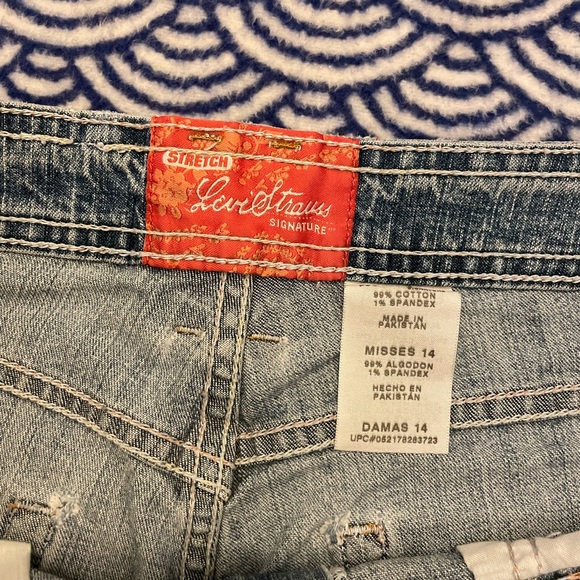 STRETCH
Levi Strauss
SIGNATURE
99% COTTON
1% SPANDEX
MADE IN
PAKISTAN
MISSES 14
99% ALGODON
1% SPANDEX
HECHO EN
PAKISTAN
DAMAS 14
UPC#052178283723